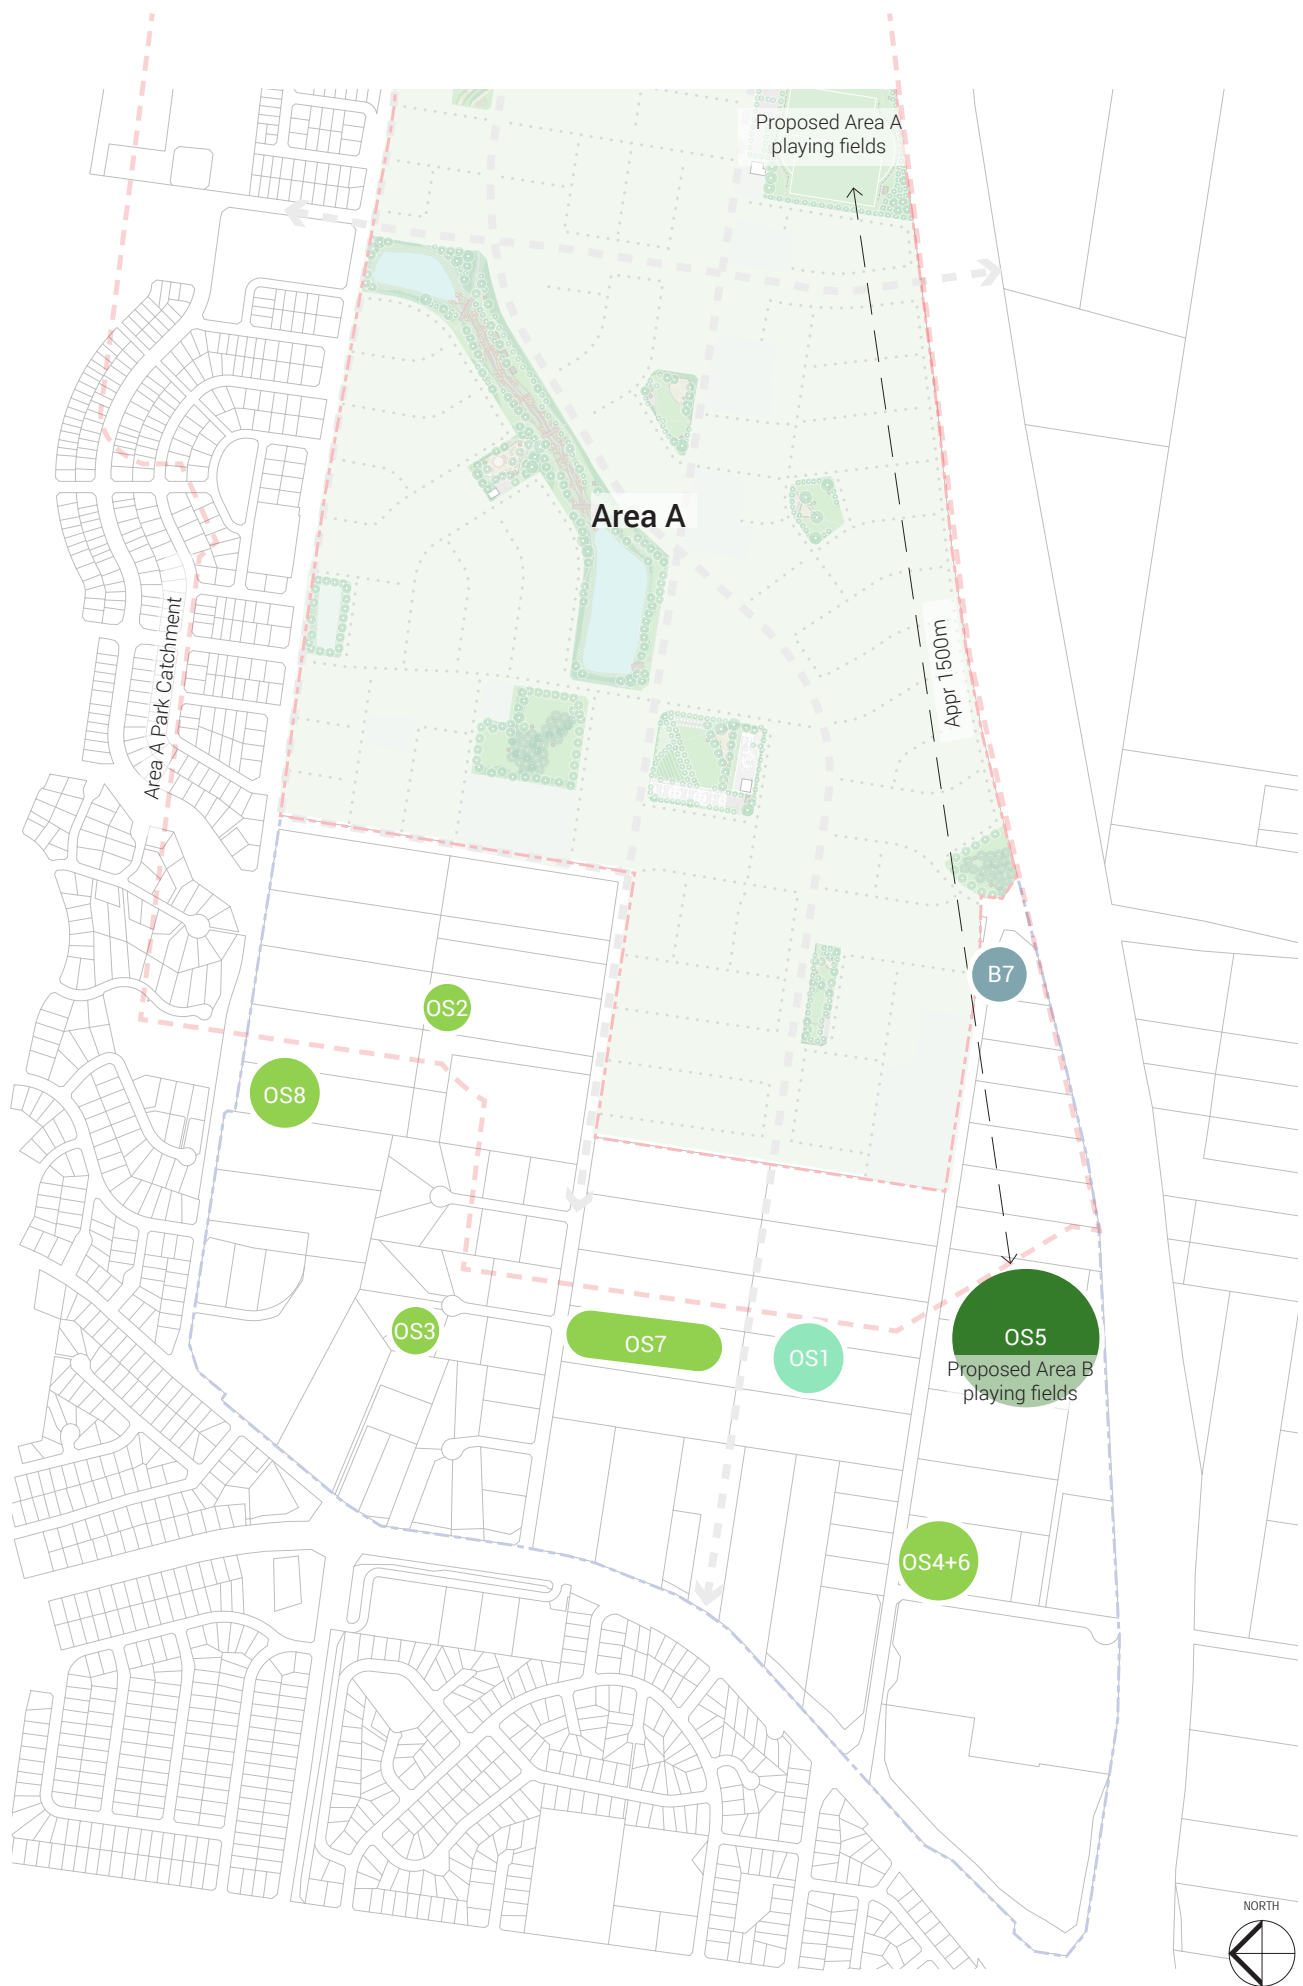 Proposed Area A
playing fields
Area A
Area A Park Catchment
Appr 1500m
B7
OS2
OS8
OS3
OS7
OS1
OS5
Proposed Area B
playing fields
OS4+6
NORTH